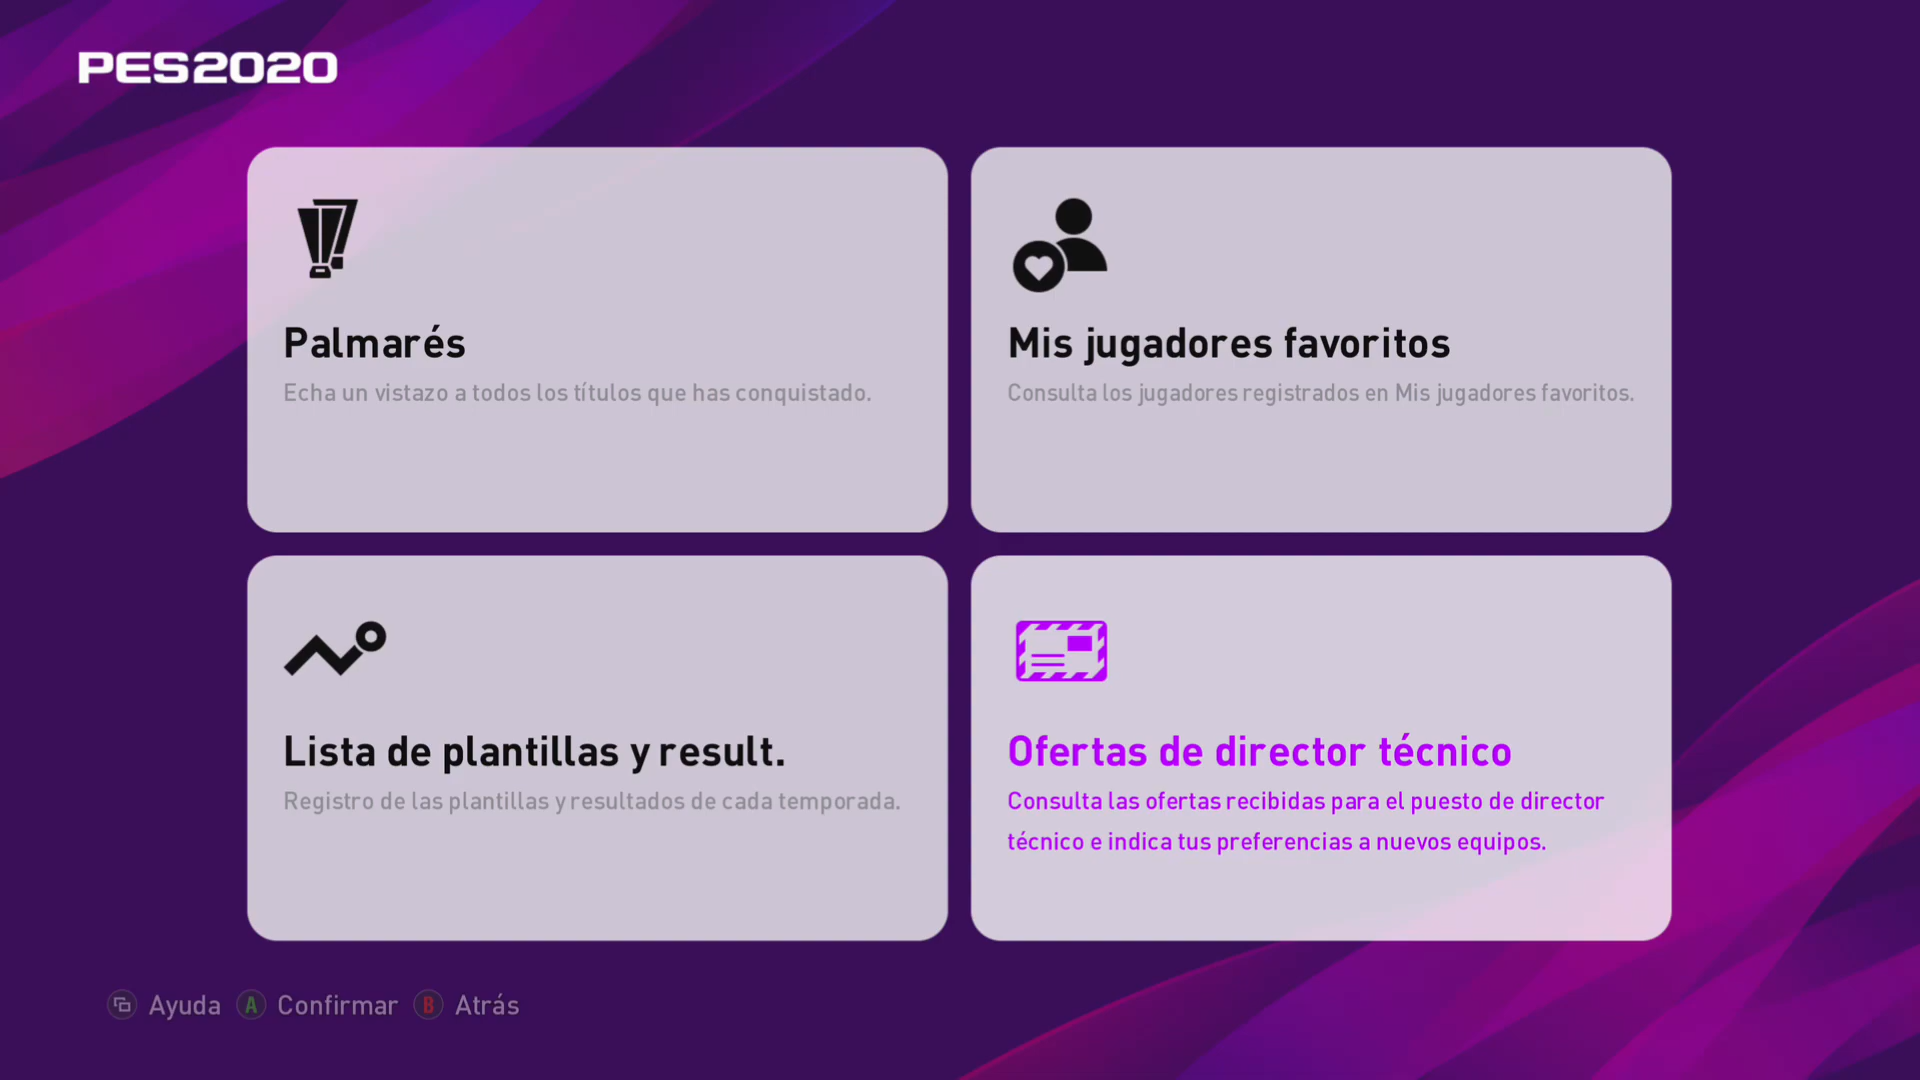 PES2020
Palmarés
Echa un vistazo a todos los títulos que has conquistado.
Mis jugadores favoritos
Consulta los jugadores registrados en Mis jugadores favoritos.
Lista de plantillas y result.
Registro de las plantillas y resultados de cada temporada.
Ofertas de director técnico
Consulta las ofertas recibidas para el puesto de director
técnico e indica tus preferencias a nuevos equipos.
Ayuda A Confirmar B Atrás